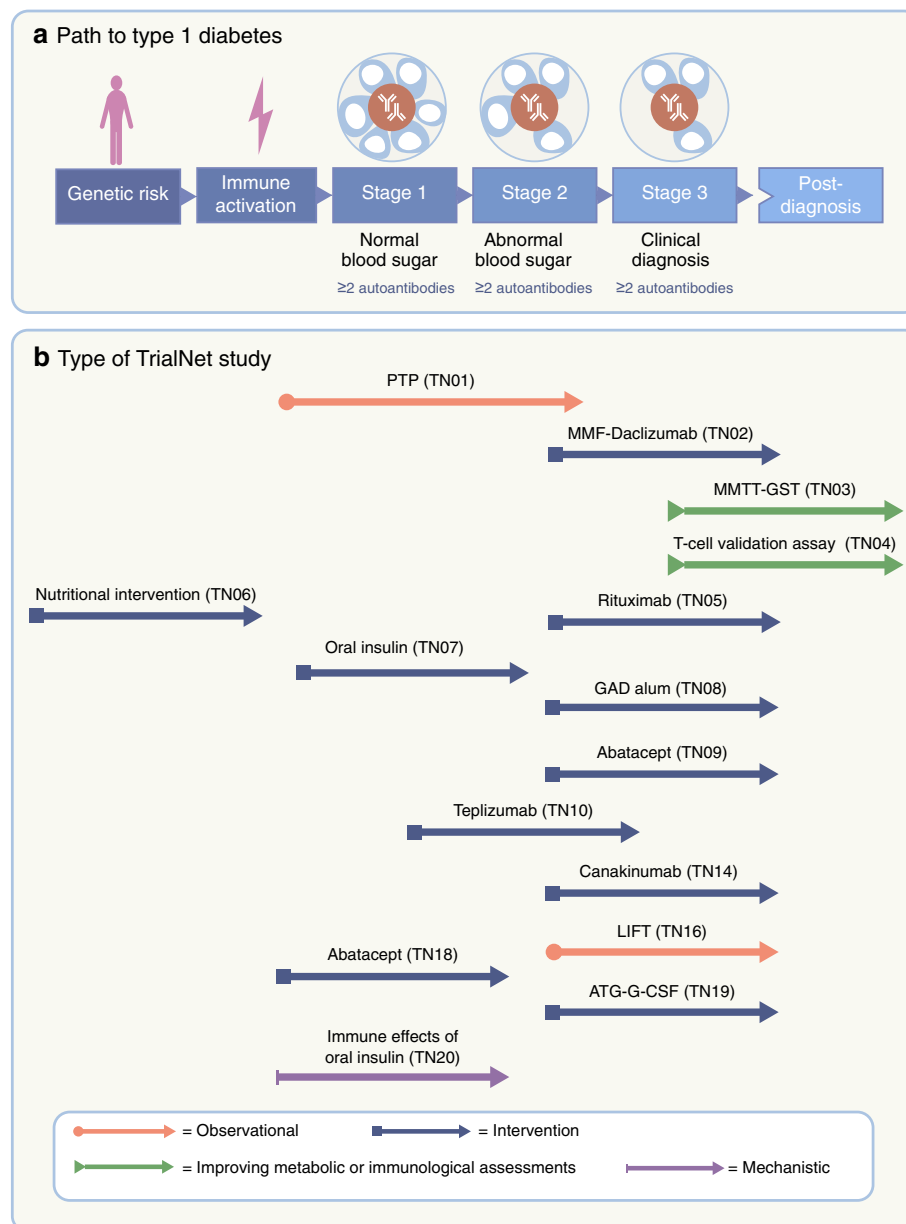 a Path to type 1 diabetes
Genetic risk
Immune
activation
Stage 1
Stage 2
Stage 3
Post-
diagnosis
Normal
blood sugar
≥2 autoantibodies
Abnormal
blood sugar
≥2 autoantibodies
Clinical
diagnosis
≥2 autoantibodies
b Type of TrialNet study
PTP (TN01)
MMF-Daclizumab (TN02)
MMTT-GST (TN03)
T-cell validation assay (TN04)
Nutritional intervention (TN06)
Rituximab (TN05)
Oral insulin (TN07)
GAD alum (TN08)
Abatacept (TN09)
Teplizumab (TN10)
Canakinumab (TN14)
LIFT (TN16)
Abatacept (TN18)
ATG-G-CSF (TN19)
Immune effects of
oral insulin (TN20)
= Observational
= Intervention
= Improving metabolic or immunological assessments
= Mechanistic